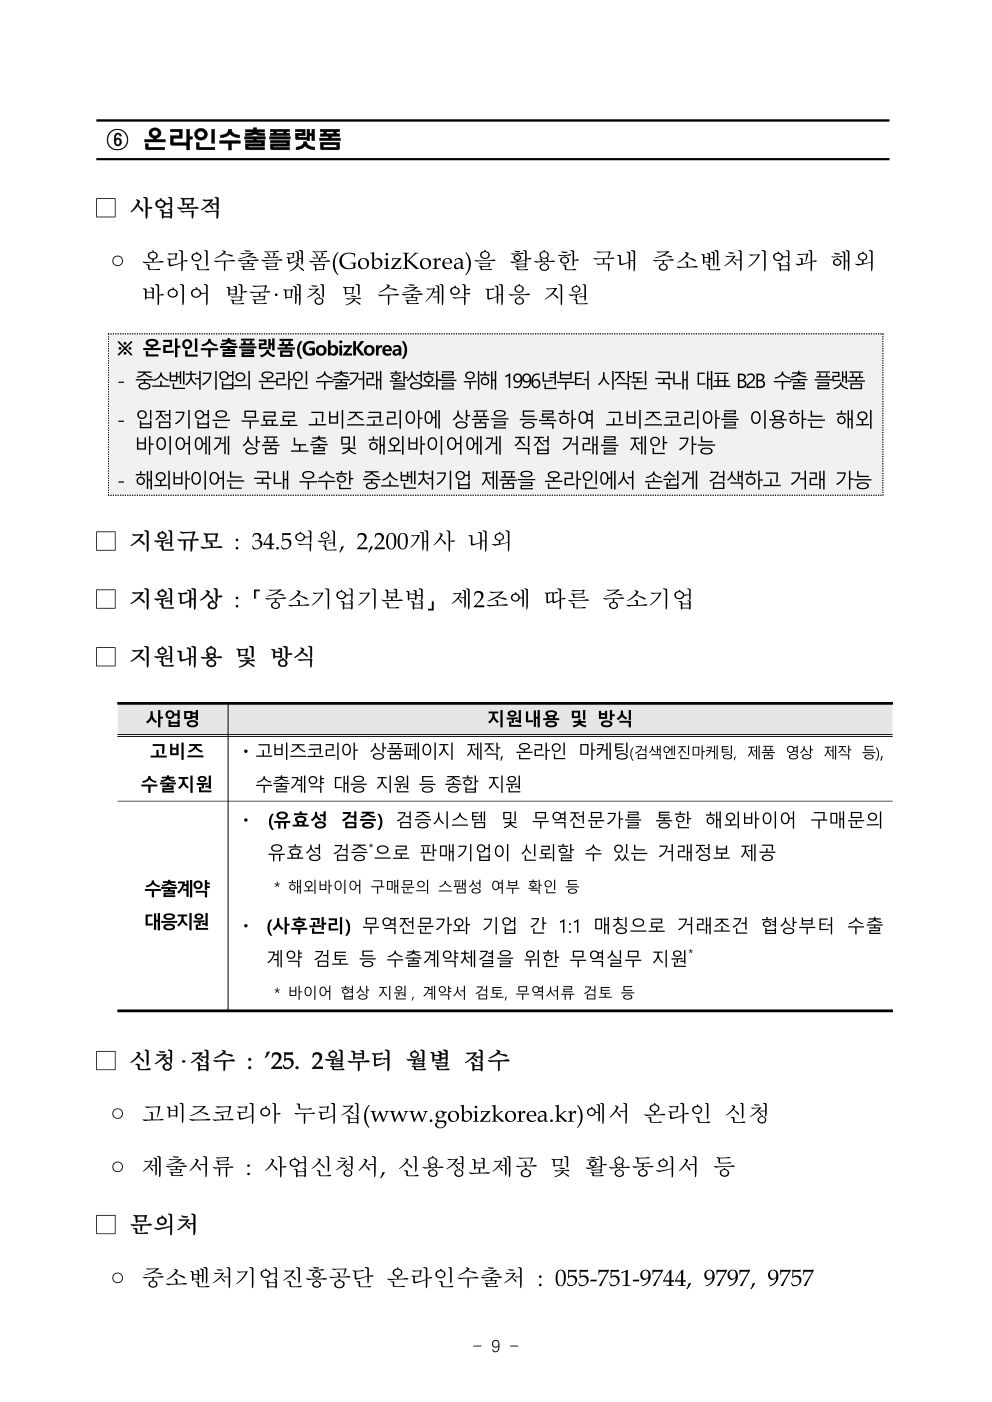 ⑥ 온라인수출플랫폼
□ 사업목적
○ 온라인수출플랫폼(GobizKorea)을 활용한 국내 중소벤처기업과 해외
바이어 발굴·매칭 및 수출계약 대응 지원
※ 온라인수출플랫폼(GobizKorea)
- 중소벤처기업의 온라인 수출거래 활성화를 위해 1996년부터 시작된 국내 대표 B2B 수출 플랫폼
- 입점기업은 무료로 고비즈코리아에 상품을 등록하여 고비즈코리아를 이용하는 해외
바이어에게 상품 노출 및 해외바이어에게 직접 거래를 제안 가능
- 해외바이어는 국내 우수한 중소벤처기업 제품을 온라인에서 손쉽게 검색하고 거래 가능
□ 지원규모 : 34.5억원, 2,200개사 내외
□ 지원대상 :「중소기업기본법」제2조에 따른 중소기업
□ 지원내용 및 방식
사업명 지원내용 및 방식
고비즈
수출지원
· 고비즈코리아 상품페이지 제작, 온라인 마케팅(검색엔진마케팅, 제품 영상 제작 등),
수출계약 대응 지원 등 종합 지원
수출계약
대응지원
· (유효성 검증) 검증시스템 및 무역전문가를 통한 해외바이어 구매문의
유효성 검증*으로 판매기업이 신뢰할 수 있는 거래정보 제공
* 해외바이어 구매문의 스팸성 여부 확인 등
· (사후관리) 무역전문가와 기업 간 1:1 매칭으로 거래조건 협상부터 수출
계약 검토 등 수출계약체결을 위한 무역실무 지원*
* 바이어 협상 지원, 계약서 검토, 무역서류 검토 등
□ 신청·접수 : ’25. 2월부터 월별 접수
○ 고비즈코리아 누리집(www.gobizkorea.kr)에서 온라인 신청
○ 제출서류 : 사업신청서, 신용정보제공 및 활용동의서 등
□ 문의처
○ 중소벤처기업진흥공단 온라인수출처 : 055-751-9744, 9797, 9757
- 9 -